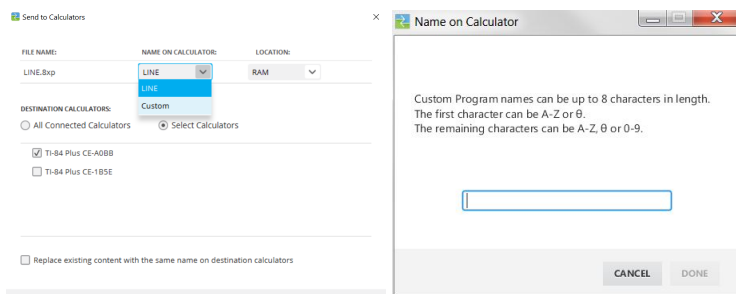 Send to Calculators
FILE NAME: NAME ON CALCULATOR: LOCATION:
LINE.8xp LINE RAM
LINE
Custom
DESTINATION CALCULATORS:
All Connected Calculators Select Calculators
TI-84 Plus CE-A0BB
TI-84 Plus CE-1B5E
Replace existing content with the same name on destination calculators
Name on Calculator
Custom Program names can be up to 8 characters in length.
The first character can be A-Z or θ.
The remaining characters can be A-Z, θ or 0-9.
CANCEL DONE